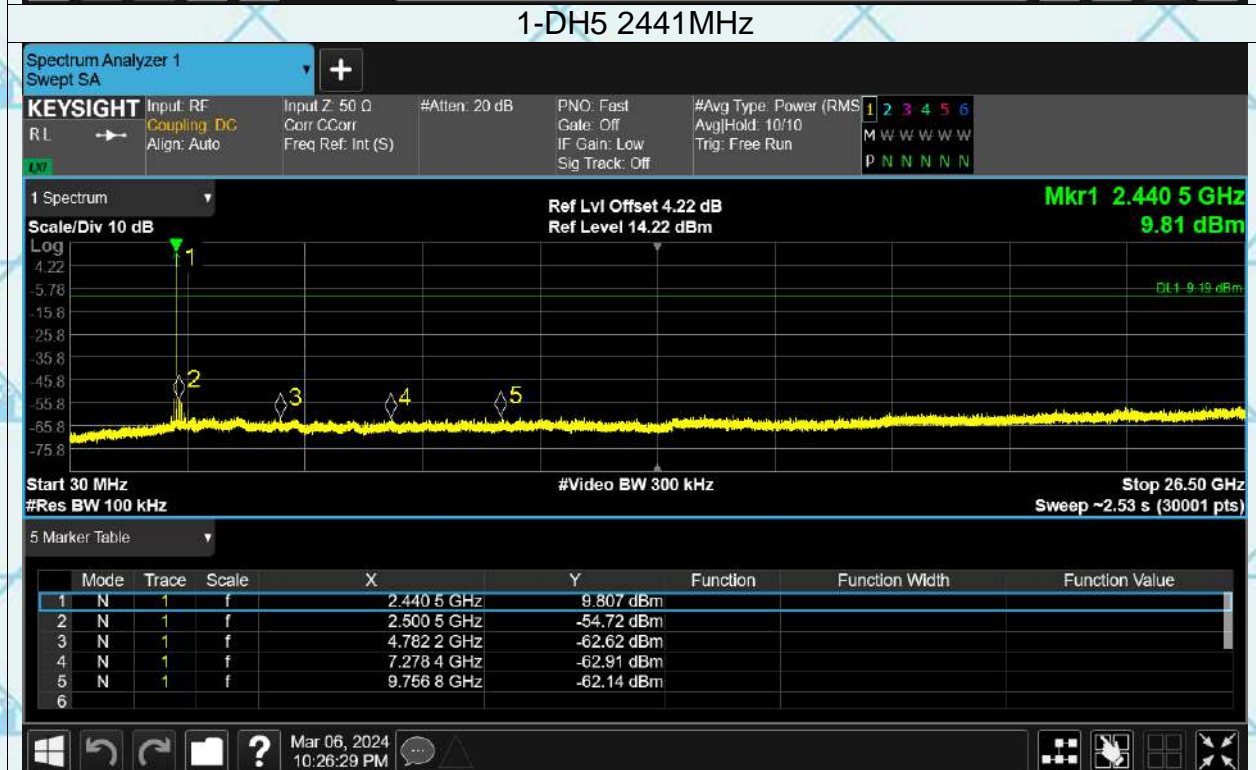 1-DH5 2441MHz
Spectrum Analyzer 1
Swept SA
+
KEYSIGHT
RL
LXI
Input: RF
Coupling: DC
Align: Auto
Input Z: 50 Ω
Corr CCorr
Freq Ref: Int (S)
#Atten: 20 dB
PNO: Fast
Gate: Off
IF Gain: Low
Sig Track: Off
#Avg Type: Power (RMS
Avg|Hold: 10/10
Trig: Free Run
1 2 3 4 5 6
M W W W W W
P N N N N N
1 Spectrum
Scale/Div 10 dB
Ref Lvl Offset 4.22 dB
Ref Level 14.22 dBm
Mkr1 2.440 5 GHz
9.81 dBm
Log
4.22
-5.78
-15.8
-25.8
-35.8
-45.8
-55.8
-65.8
-75.8
1
2
3
4
5
DL1 -9.19 dBm
Start 30 MHz
#Res BW 100 kHz
#Video BW 300 kHz
Stop 26.50 GHz
Sweep ~2.53 s (30001 pts)
5 Marker Table
Mode Trace Scale X Y Function Function Width Function Value
1 N 1 f 2.440 5 GHz 9.807 dBm
2 N 1 f 2.500 5 GHz -54.72 dBm
3 N 1 f 4.782 2 GHz -62.62 dBm
4 N 1 f 7.278 4 GHz -62.91 dBm
5 N 1 f 9.756 8 GHz -62.14 dBm
6
?
Mar 06, 2024
10:26:29 PM